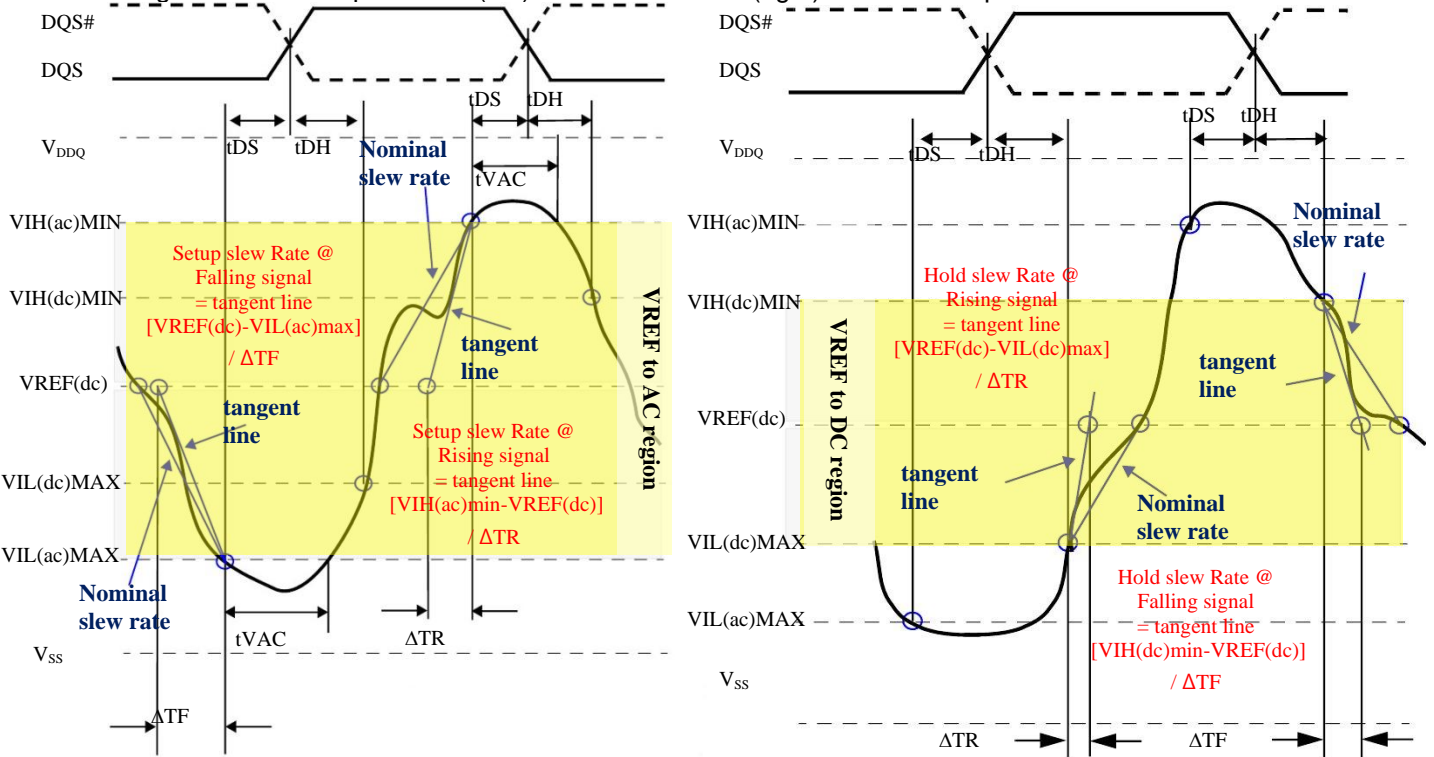 DQS#
DQS
tDS
tDH
VDDQ
tDS
tDH
Nominal
slew rate
tVAC
VIH(ac)MIN
Setup slew Rate @
Falling signal
= tangent line
[VREF(dc)-VIL(ac)max]
/ ΔTF
VIH(dc)MIN
VREF to AC region
tangent
line
VREF(dc)
tangent
line
Setup slew Rate @
Rising signal
= tangent line
[VIH(ac)min-VREF(dc)]
/ ΔTR
VIL(dc)MAX
VIL(ac)MAX
Nominal
slew rate
tVAC
ΔTR
VSS
ΔTF
DQS#
DQS
tDS
tDH
VDDQ
tDS
tDH
VIH(ac)MIN
Nominal
slew rate
Hold slew Rate @
Rising signal
= tangent line
[VREF(dc)-VIL(dc)max]
/ ΔTR
VIH(dc)MIN
VREF to DC region
tangent
line
VREF(dc)
tangent
line
Nominal
slew rate
VIL(dc)MAX
Hold slew Rate @
Falling signal
= tangent line
[VIH(dc)min-VREF(dc)]
/ ΔTF
VIL(ac)MAX
VSS
ΔTR
ΔTF